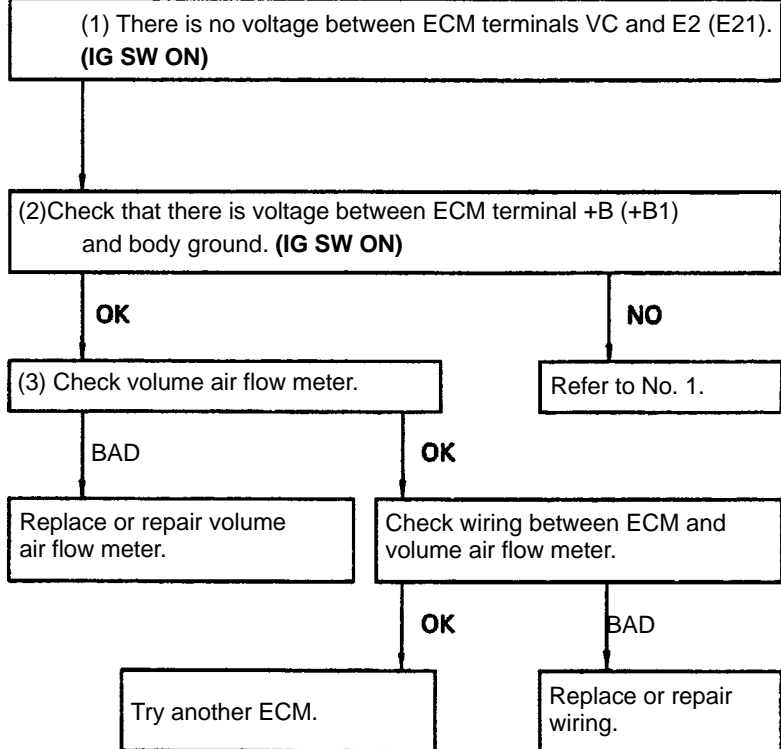 (1) There is no voltage between ECM terminals VC and E2 (E21).
(IG SW ON)
(2)Check that there is voltage between ECM terminal +B (+B1)
and body ground. (IG SW ON)
OK
NO
(3) Check volume air flow meter.
Refer to No. 1.
BAD
OK
Replace or repair volume
air flow meter.
Check wiring between ECM and
volume air flow meter.
OK
BAD
Try another ECM.
Replace or repair
wiring.